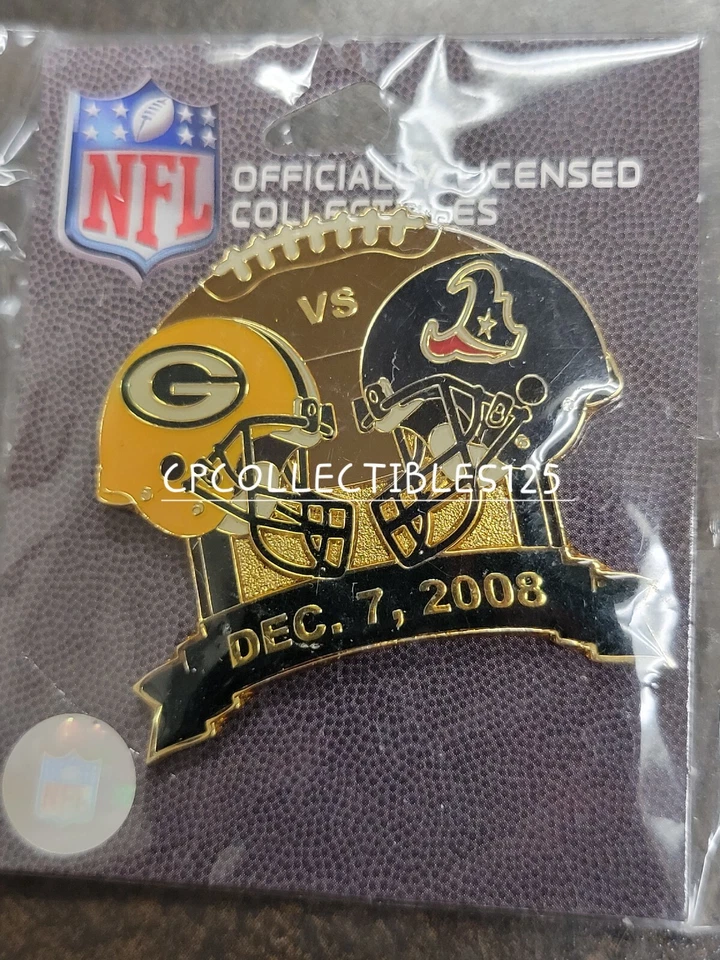 NFL
OFFICIALLY LICENSED
COLLECTIBLES
VS
G
CPCOLLECTIBLES125
DEC. 7, 2008